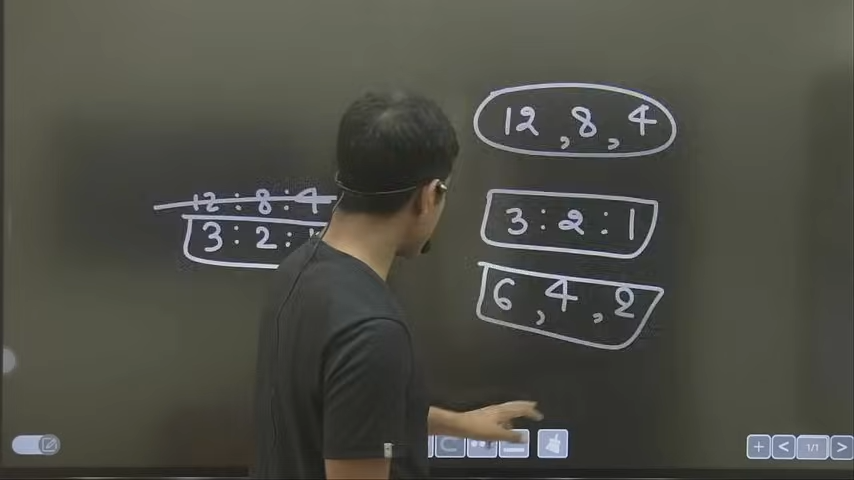 12 : 8 : 4
3 : 2 :
12 , 8 , 4
3 : 2 : 1
6 , 4 , 2
1/1